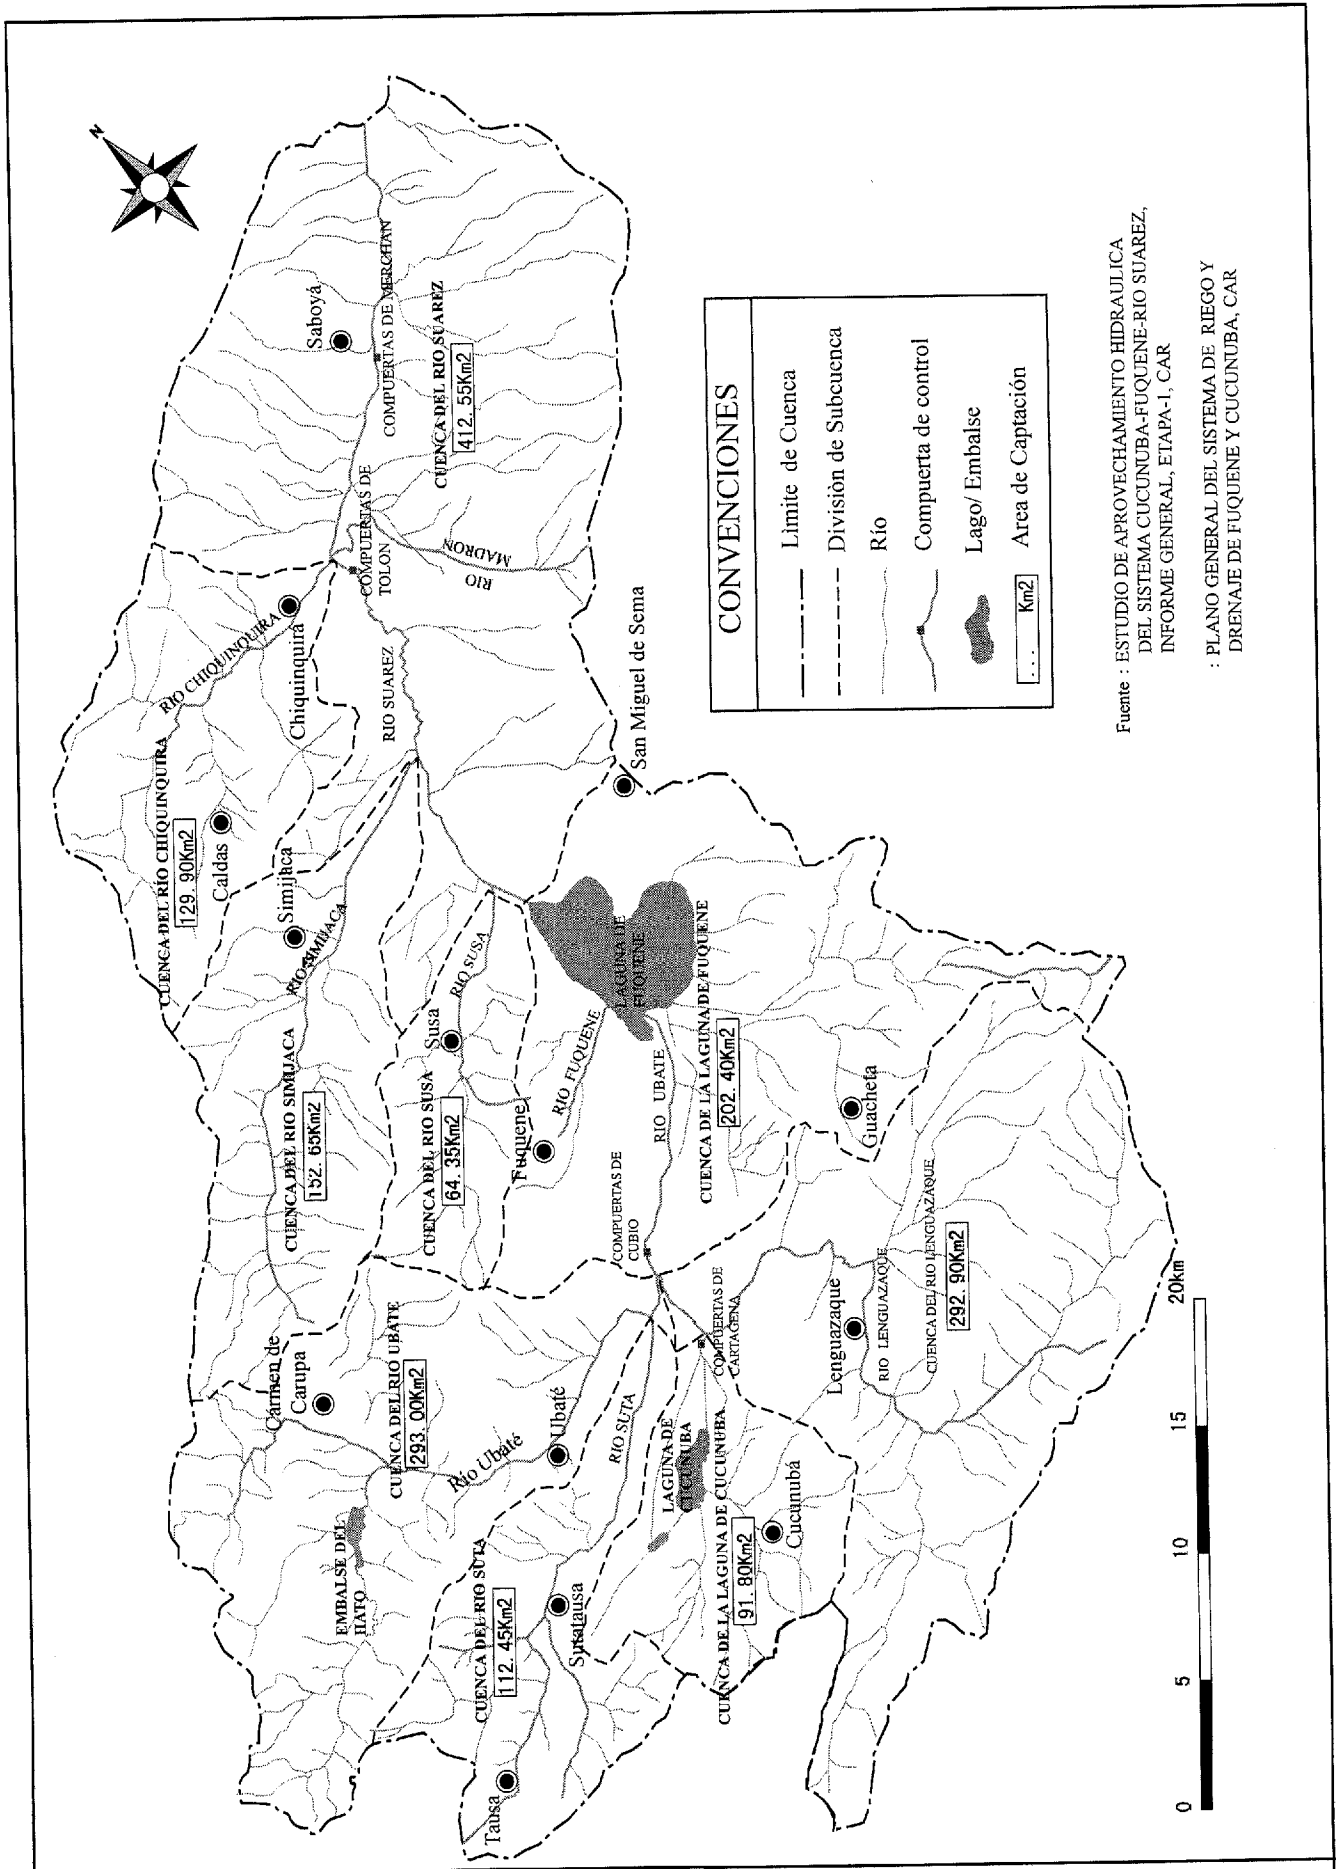 N
Saboyá
COMPUERTAS DE MERCHAN
CUENCA DEL RIO SUAREZ
412. 55Km2
COMPUERTAS DE
TOLON
RIO
MADRON
RIO CHIQUINQUIRA
Chiquinquirá
RIO SUAREZ
San Miguel de Sema
CUENCA DEL RIO CHIQUINQUIRA
129. 90Km2
Caldas
Simijaca
RIO SIMIJACA
CUENCA DEL RIO SIMIJACA
152. 65Km2
RIO SUSA
Susa
CUENCA DEL RIO SUSA
64. 35Km2
LAGUNA DE
FUQUENE
RIO FUQUENE
Fuquene
RIO UBATE
CUENCA DE LA LAGUNA DE FUQUENE
202. 40Km2
Guacheta
COMPUERTAS DE
CUBIO
COMPUERTAS DE
CARTAGENA
Lenguazaque
RIO LENGUAZAQUE
CUENCA DEL RIO LENGUAZAQUE
292. 90Km2
Cármen de
Carupa
CUENCA DEL RIO UBATE
293. 00Km2
Río Ubaté
Ubaté
RIO SUTA
LAGUNA DE
CUCUNUBA
CUENCA DE LA LAGUNA DE CUCUNUBA
91. 80Km2
Cucunubá
EMBALSE DEL
HATO
CUENCA DEL RIO SUTA
112. 45Km2
Sutatausa
Tausa
CONVENCIONES
Limite de Cuenca
División de Subcuenca
Río
Compuerta de control
Lago/ Embalse
... Km2
Area de Captación
Fuente : ESTUDIO DE APROVECHAMIENTO HIDRAULICA
DEL SISTEMA CUCUNUBA-FUQUENE-RIO SUAREZ,
INFORME GENERAL, ETAPA-1, CAR
: PLANO GENERAL DEL SISTEMA DE RIEGO Y
DRENAJE DE FUQUENE Y CUCUNUBA, CAR
0 5 10 15 20km